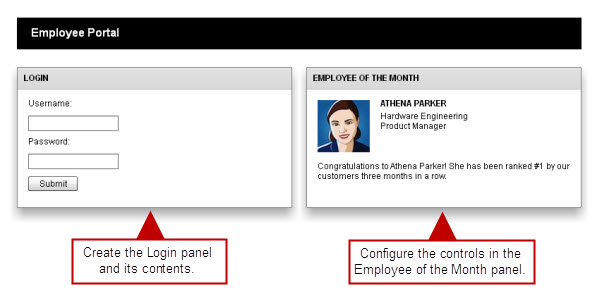 Employee Portal
LOGIN
Username:
Password:
Submit
EMPLOYEE OF THE MONTH
ATHENA PARKER
Hardware Engineering
Product Manager
Congratulations to Athena Parker! She has been ranked #1 by our
customers three months in a row.
Create the Login panel
and its contents.
Configure the controls in the
Employee of the Month panel.